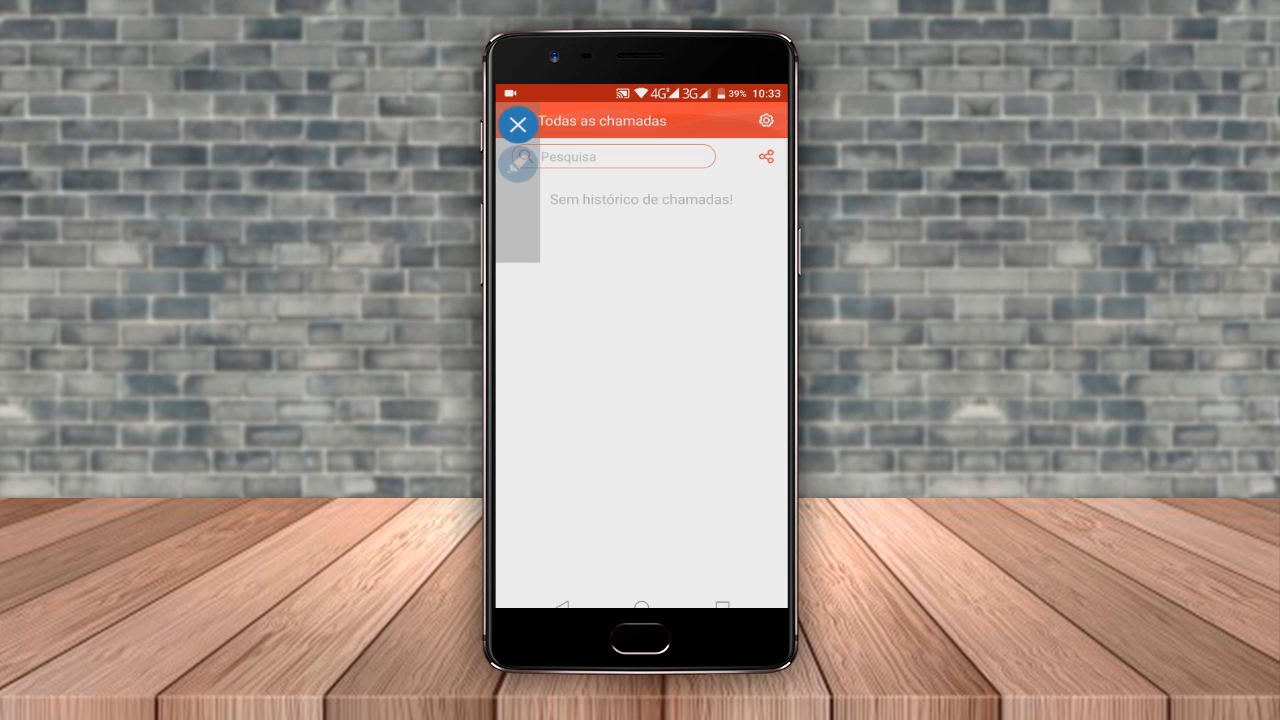 4G 3G 39% 10:33
Todas as chamadas
Pesquisa
Sem histórico de chamadas!